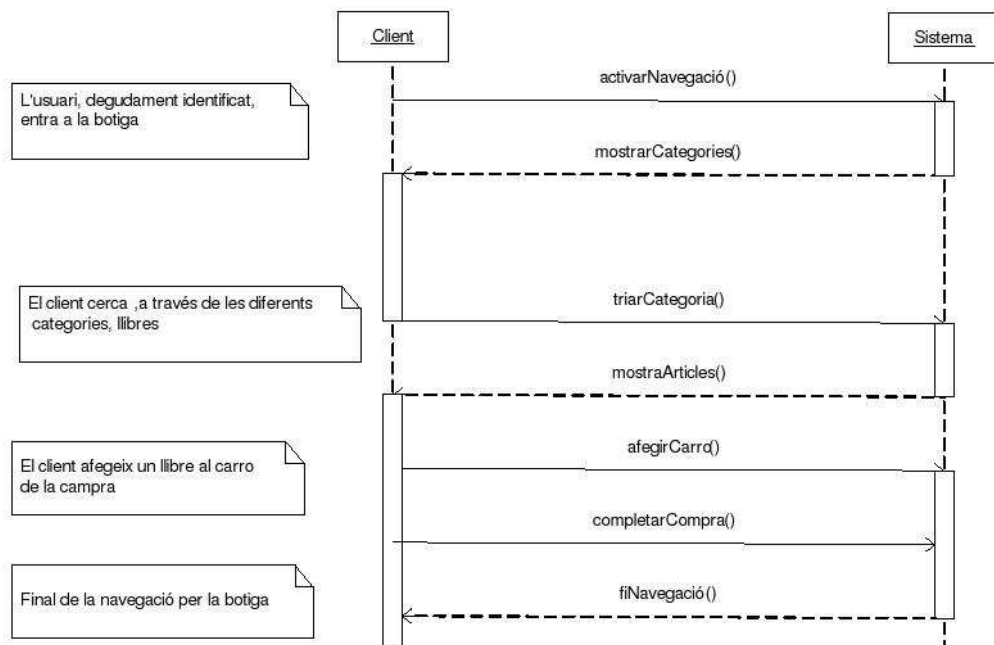 Client
Sistema
activarNavegació()
L'usuari, degudament identificat,
entra a la botiga
mostrarCategories()
El client cerca ,a través de les diferents
categories, llibres
triarCategoria()
mostraArticles()
El client afegeix un llibre al carro
de la campra
afegirCarro()
completarCompra()
Final de la navegació per la botiga
fiNavegació()